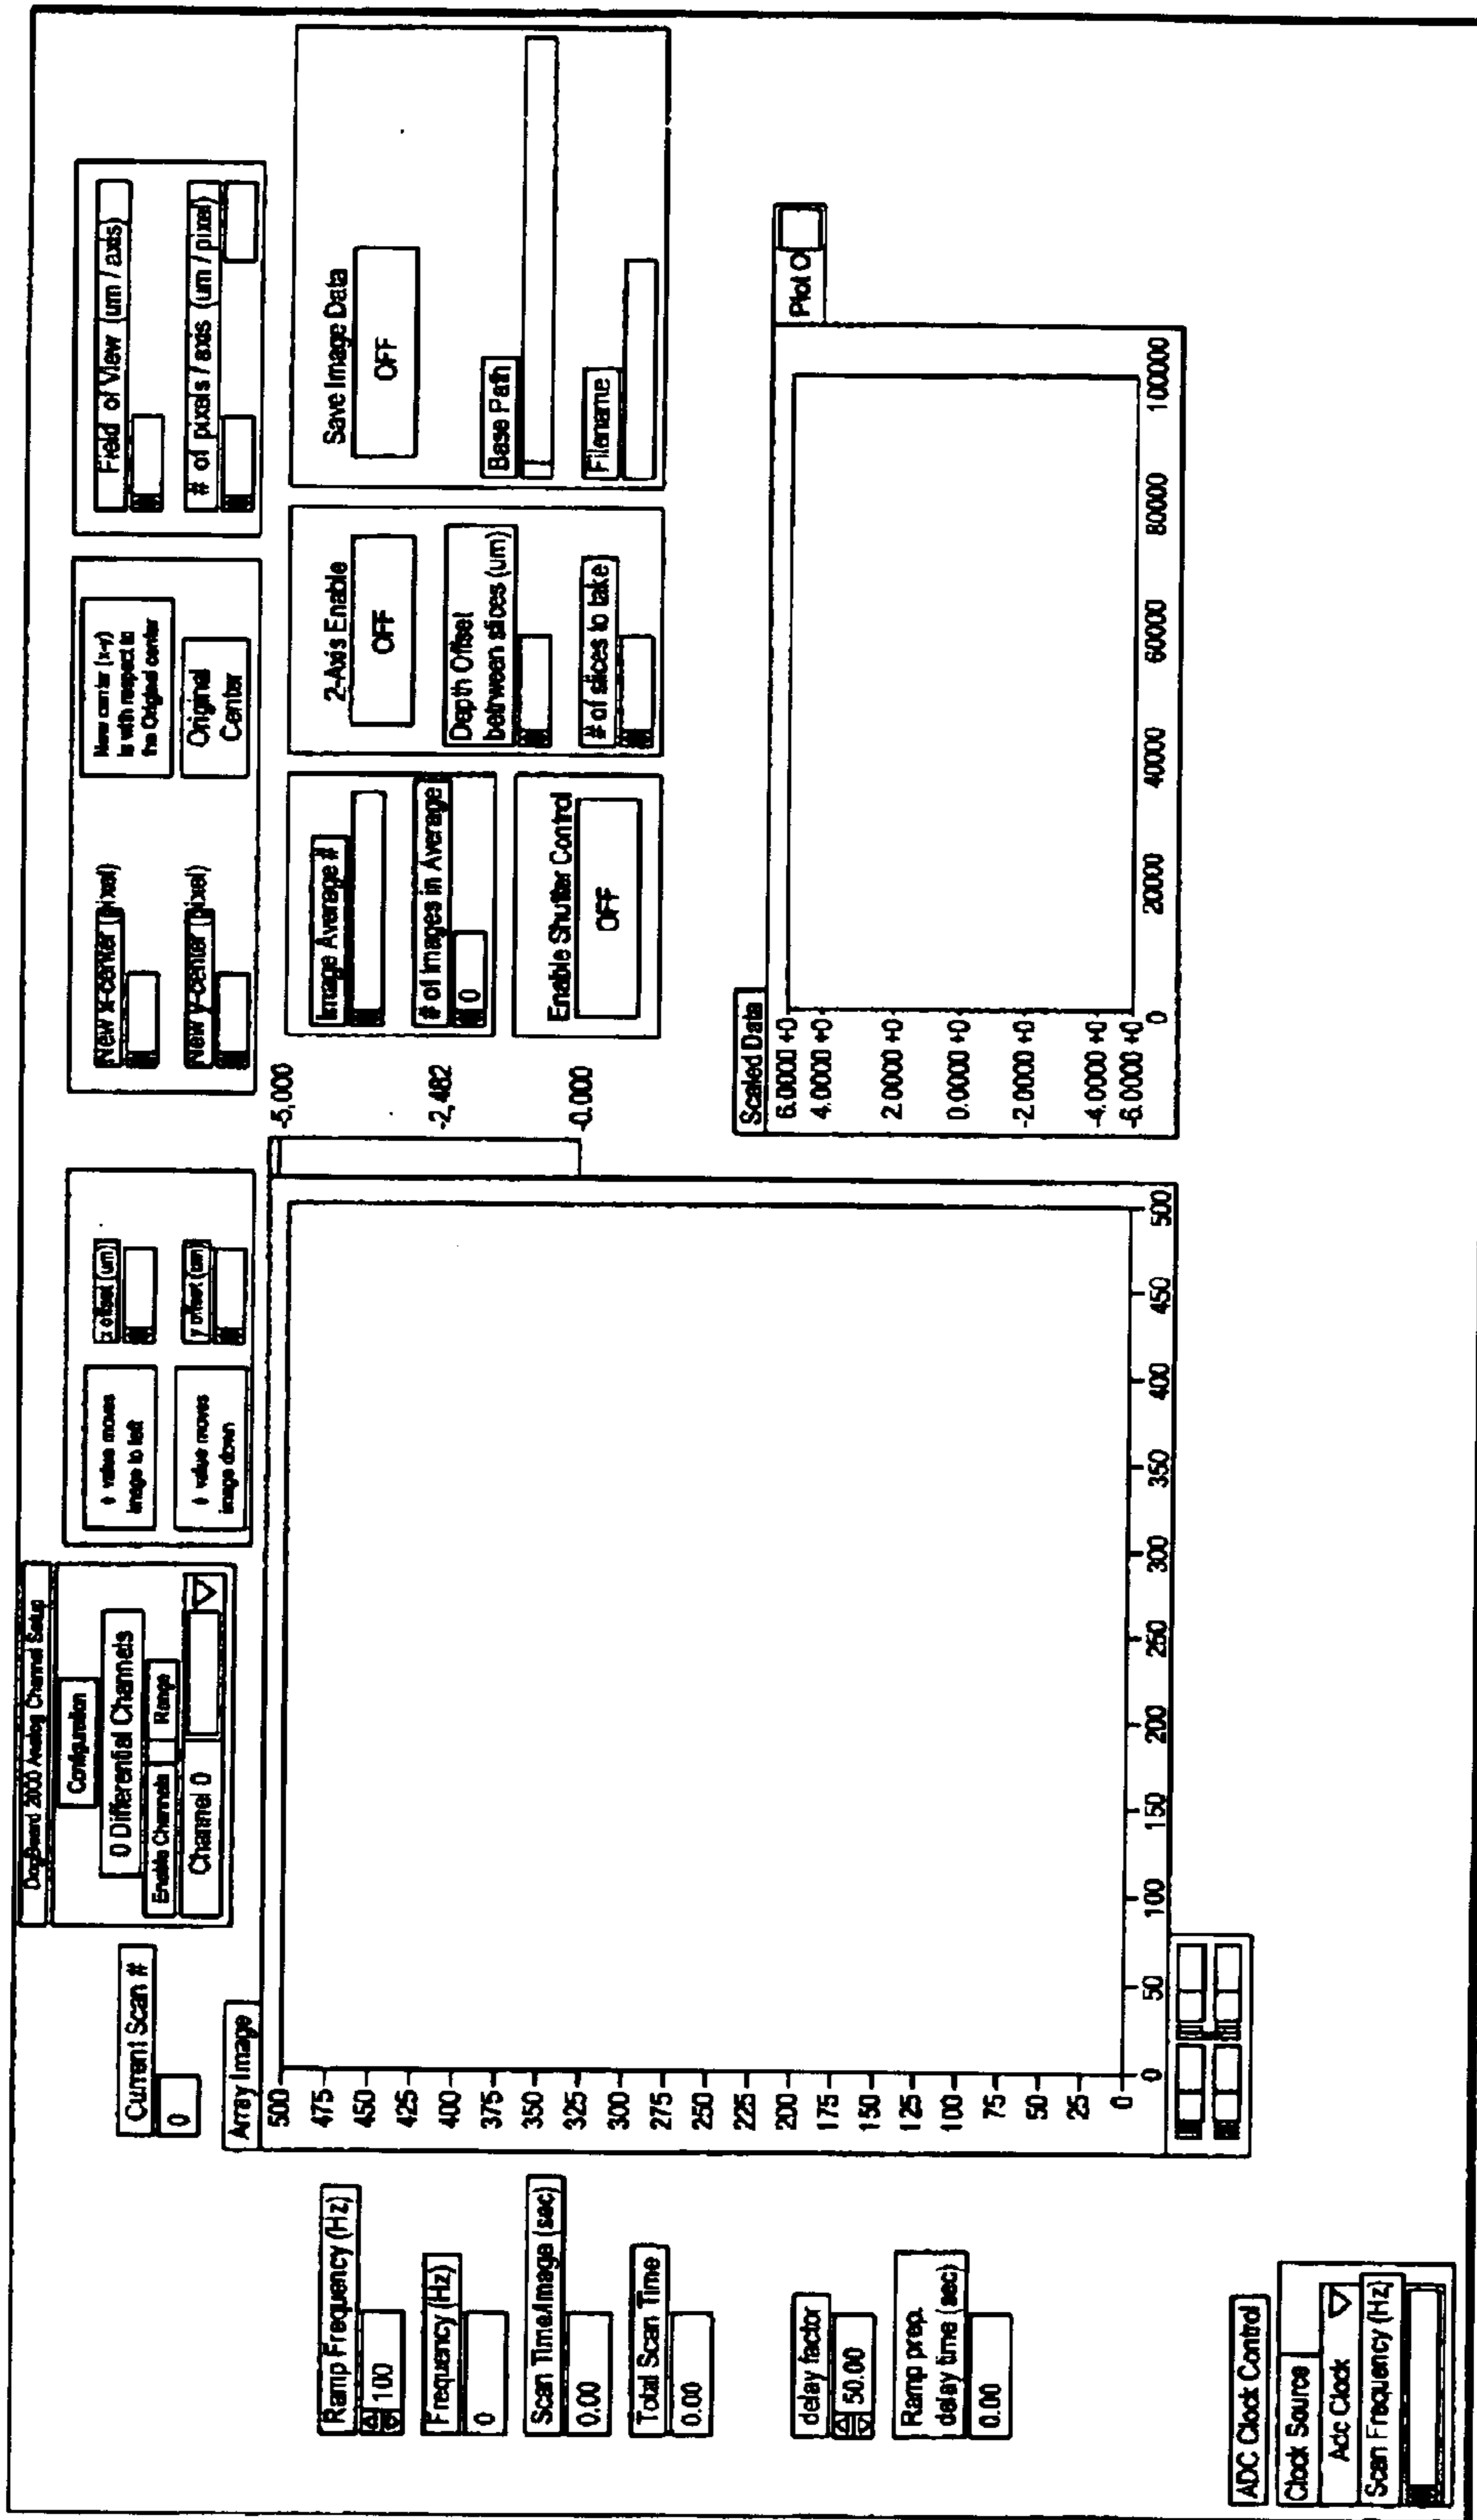 DaqBoard 2000 Analog Channel Setup
Configuration
0 Differential Channels
Enable Channels
Range
Channel 0
Current Scan #
0
+ value moves
image to left
x offset (um)
+ value moves
image down
y offset (um)
New x-center (pixel)
New y-center (pixel)
New center (x-y)
is with respect to
the Original center
Original
Center
Field of View (um / axis)
# of pixels / axis (um / pixel)
Ramp Frequency (Hz)
100
Frequency (Hz)
0
Scan Time/Image (sec)
0.00
Total Scan Time
0.00
delay factor
50.00
Ramp prep.
delay time (sec)
0.00
ADC Clock Control
Clock Source
Adc Clock
Scan Frequency (Hz)
Array Image
500
475
450
425
400
375
350
325
300
275
250
225
200
175
150
125
100
75
50
25
0
0 50 100 150 200 250 300 350 400 450 500
-5,000
-2,482
-0.000
Image Average #
# of Images in Average
0
Enable Shutter Control
OFF
2-Axis Enable
OFF
Depth Offset
between slices (um)
# of slices to take
Save Image Data
OFF
Base Path
Filename
Scaled Data
Plot 0
6.0000 +0
4.0000 +0
2.0000 +0
0.0000 +0
-2.0000 +0
-4.0000 +0
-6.0000 +0
0 20000 40000 60000 80000 100000